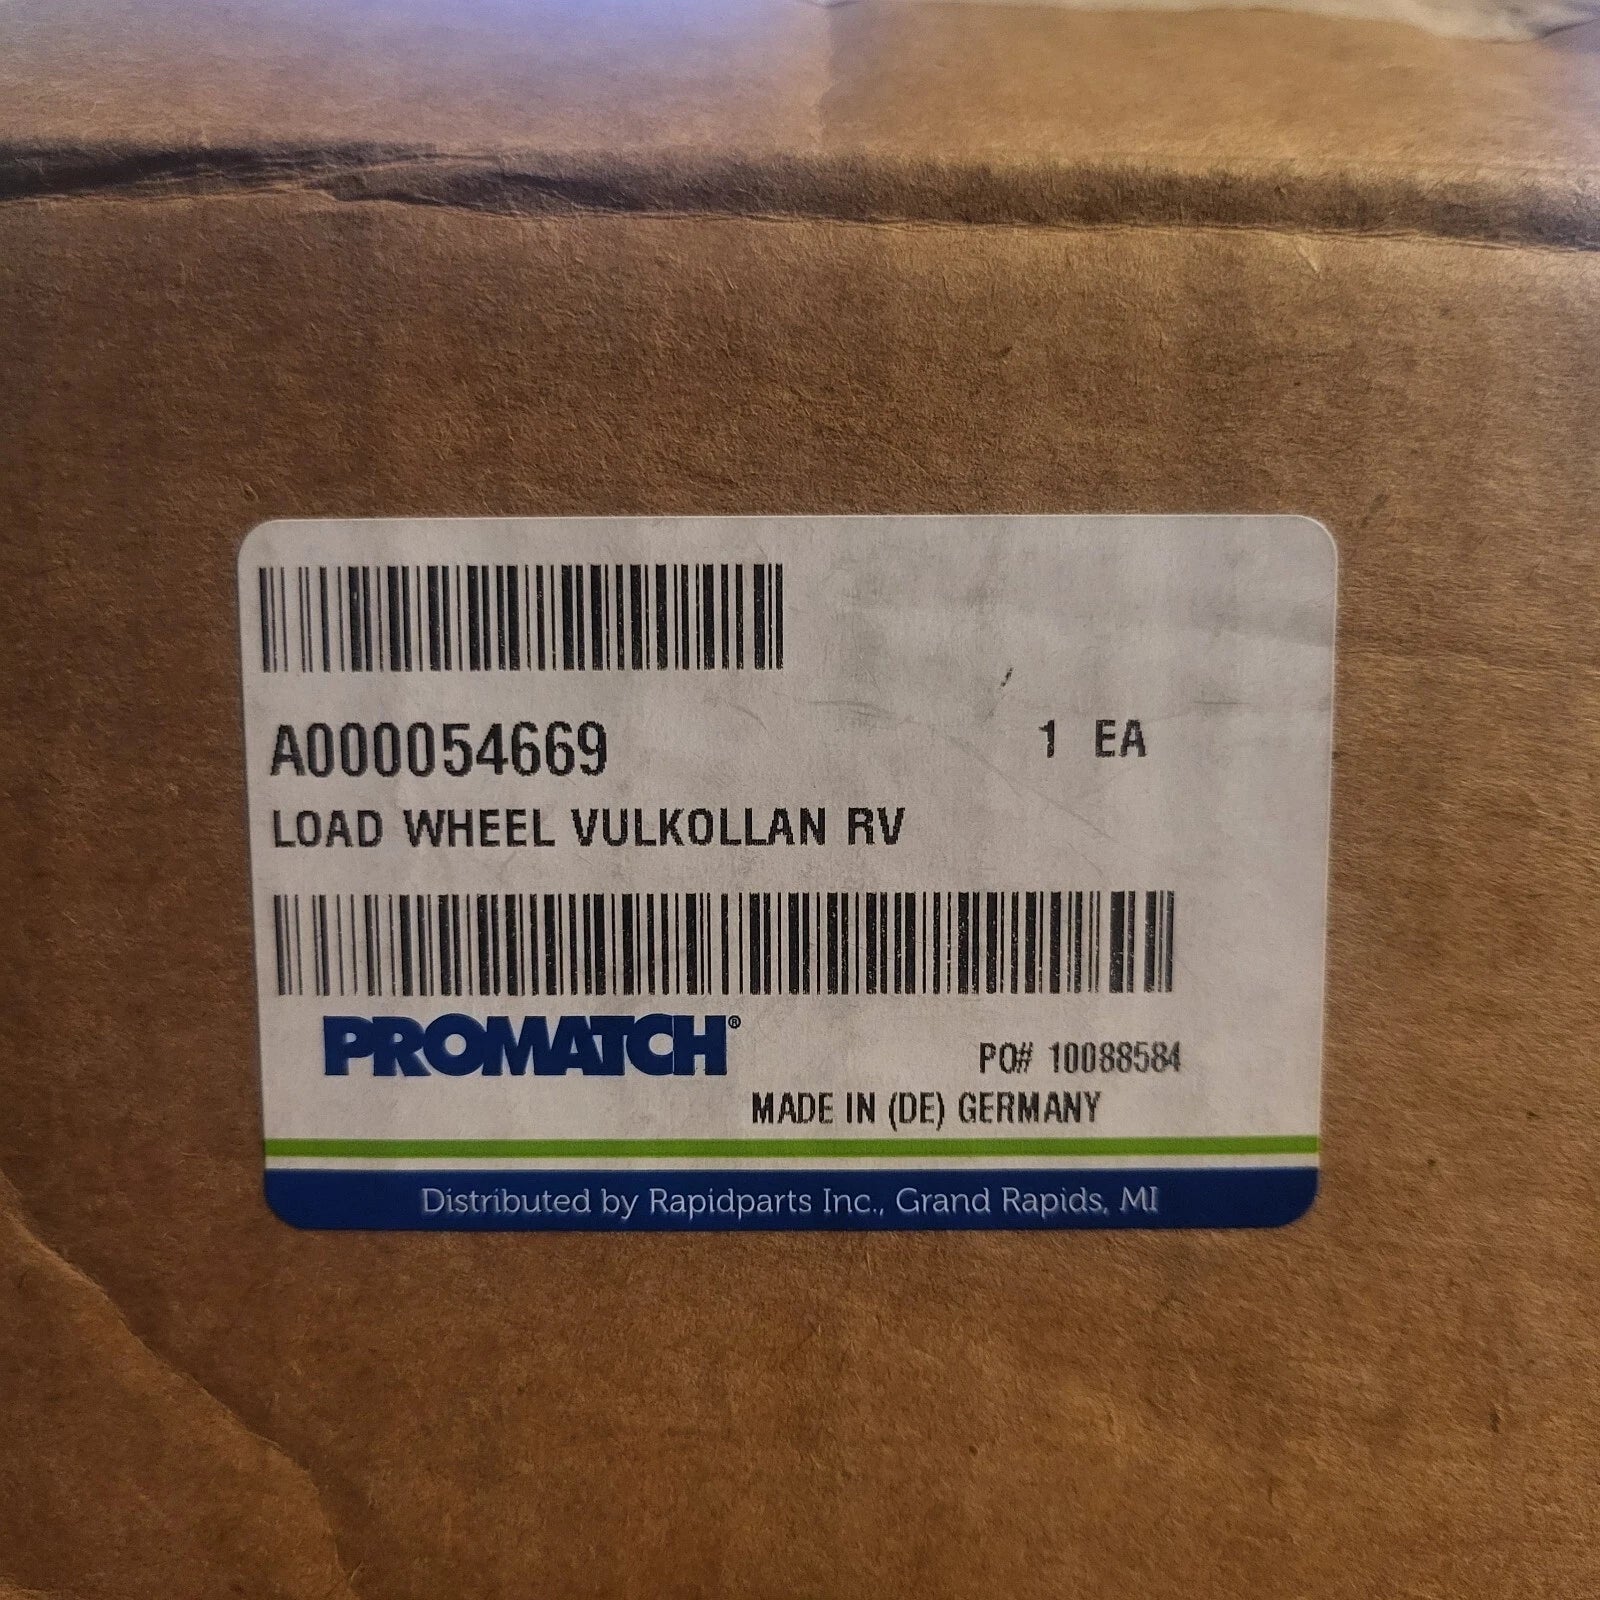 A000054669
1 EA
LOAD WHEEL VULKOLLAN RV
PROMATCH®
PO# 10088584
MADE IN (DE) GERMANY
Distributed by Rapidparts Inc., Grand Rapids, MI